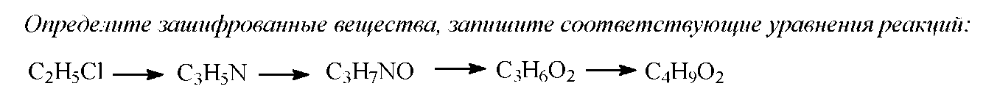 Определите зашифрованные вещества, запишите соответствующие уравнения реакций:
C₂H₅Cl ⟶ C₃H₅N ⟶ C₃H₇NO ⟶ C₃H₆O₂ ⟶ C₄H₉O₂